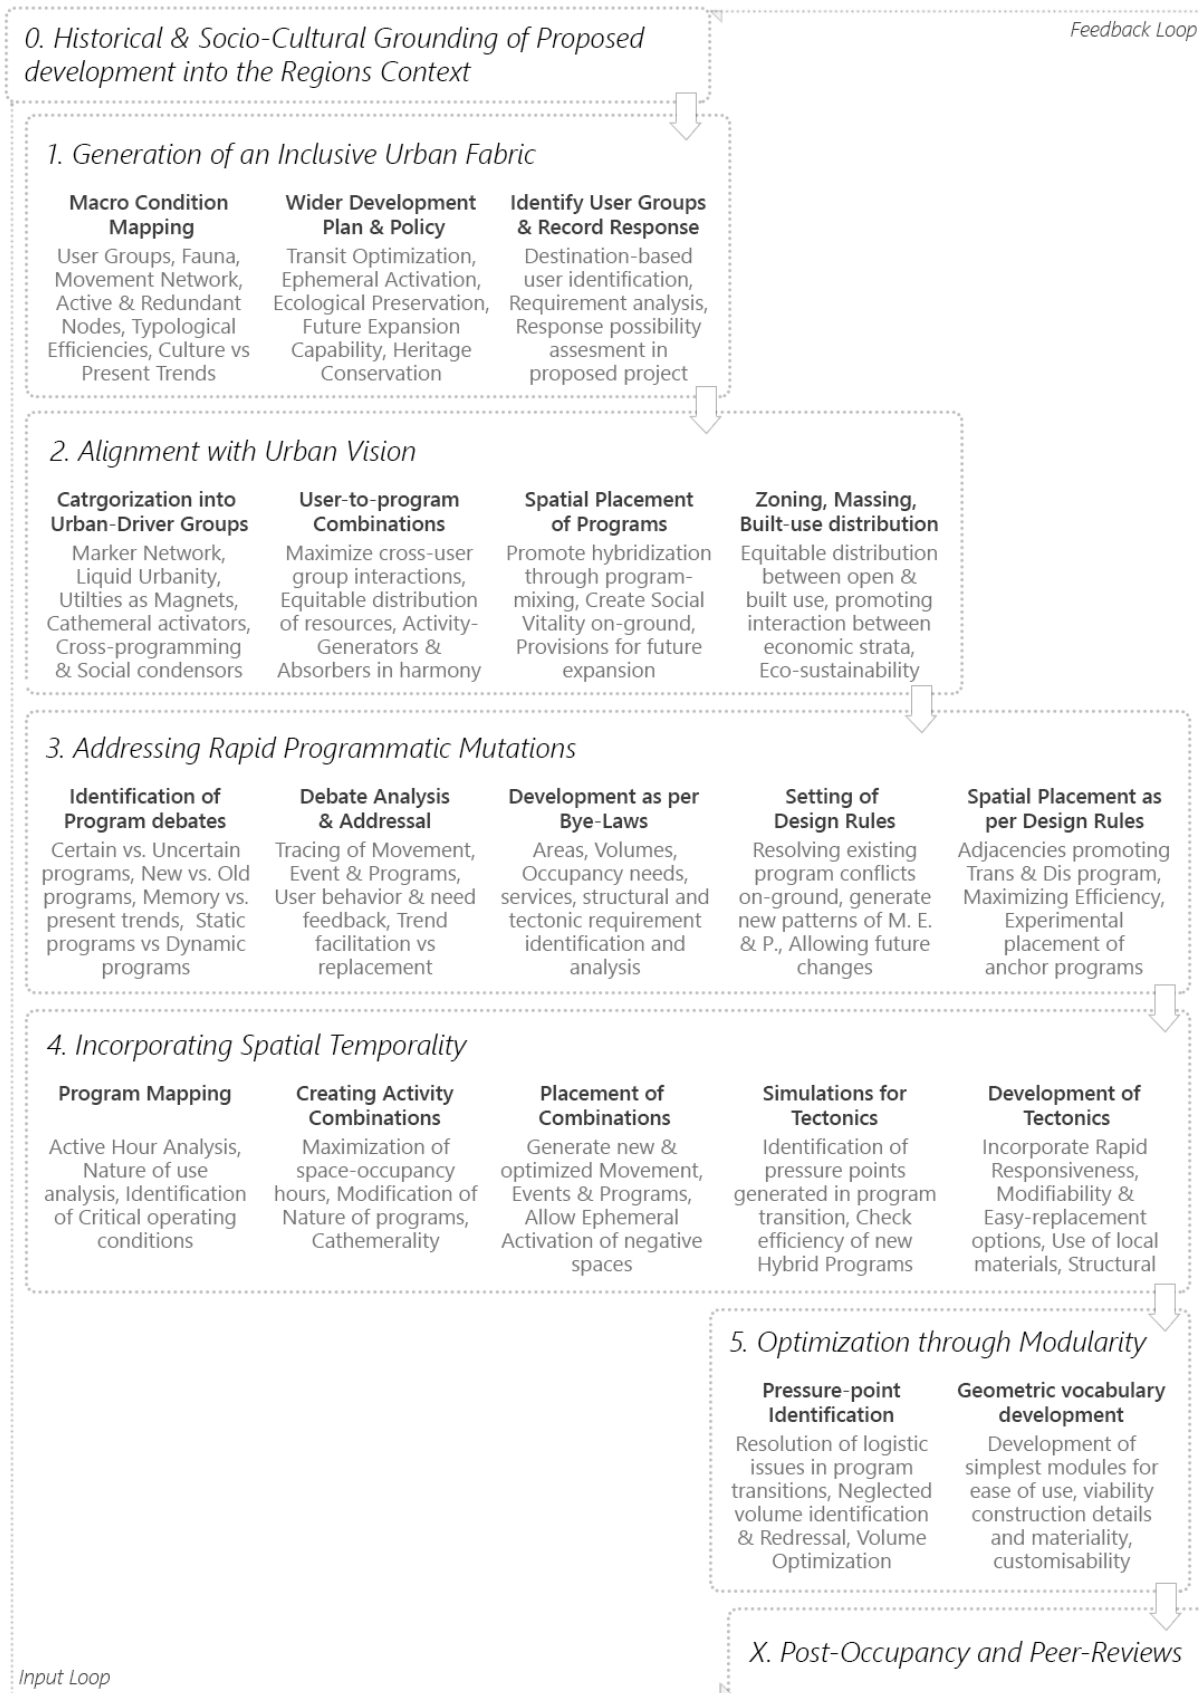 0. Historical & Socio-Cultural Grounding of Proposed
development into the Regions Context
Feedback Loop
1. Generation of an Inclusive Urban Fabric
Macro Condition
Mapping
User Groups, Fauna,
Movement Network,
Active & Redundant
Nodes, Typological
Efficiencies, Culture vs
Present Trends
Wider Development
Plan & Policy
Transit Optimization,
Ephemeral Activation,
Ecological Preservation,
Future Expansion
Capability, Heritage
Conservation
Identify User Groups
& Record Response
Destination-based
user identification,
Requirement analysis,
Response possibility
assesment in
proposed project
2. Alignment with Urban Vision
Catrgorization into
Urban-Driver Groups
Marker Network,
Liquid Urbanity,
Utilties as Magnets,
Cathemeral activators,
Cross-programming
& Social condensors
User-to-program
Combinations
Maximize cross-user
group interactions,
Equitable distribution
of resources, Activity-
Generators &
Absorbers in harmony
Spatial Placement
of Programs
Promote hybridization
through program-
mixing, Create Social
Vitality on-ground,
Provisions for future
expansion
Zoning, Massing,
Built-use distribution
Equitable distribution
between open &
built use, promoting
interaction between
economic strata,
Eco-sustainability
3. Addressing Rapid Programmatic Mutations
Identification of
Program debates
Certain vs. Uncertain
programs, New vs. Old
programs, Memory vs.
present trends, Static
programs vs Dynamic
programs
Debate Analysis
& Addressal
Tracing of Movement,
Event & Programs,
User behavior & need
feedback, Trend
facilitation vs
replacement
Development as per
Bye-Laws
Areas, Volumes,
Occupancy needs,
services, structural and
tectonic requirement
identification and
analysis
Setting of
Design Rules
Resolving existing
program conflicts
on-ground, generate
new patterns of M. E.
& P., Allowing future
changes
Spatial Placement as
per Design Rules
Adjacencies promoting
Trans & Dis program,
Maximizing Efficiency,
Experimental
placement of
anchor programs
4. Incorporating Spatial Temporality
Program Mapping
Active Hour Analysis,
Nature of use
analysis, Identification
of Critical operating
conditions
Creating Activity
Combinations
Maximization of
space-occupancy
hours, Modification of
Nature of programs,
Cathemerality
Placement of
Combinations
Generate new &
optimized Movement,
Events & Programs,
Allow Ephemeral
Activation of negative
spaces
Simulations for
Tectonics
Identification of
pressure points
generated in program
transition, Check
efficiency of new
Hybrid Programs
Development of
Tectonics
Incorporate Rapid
Responsiveness,
Modifiability &
Easy-replacement
options, Use of local
materials, Structural
5. Optimization through Modularity
Pressure-point
Identification
Resolution of logistic
issues in program
transitions, Neglected
volume identification
& Redressal, Volume
Optimization
Geometric vocabulary
development
Development of
simplest modules for
ease of use, viability
construction details
and materiality,
customisability
X. Post-Occupancy and Peer-Reviews
Input Loop